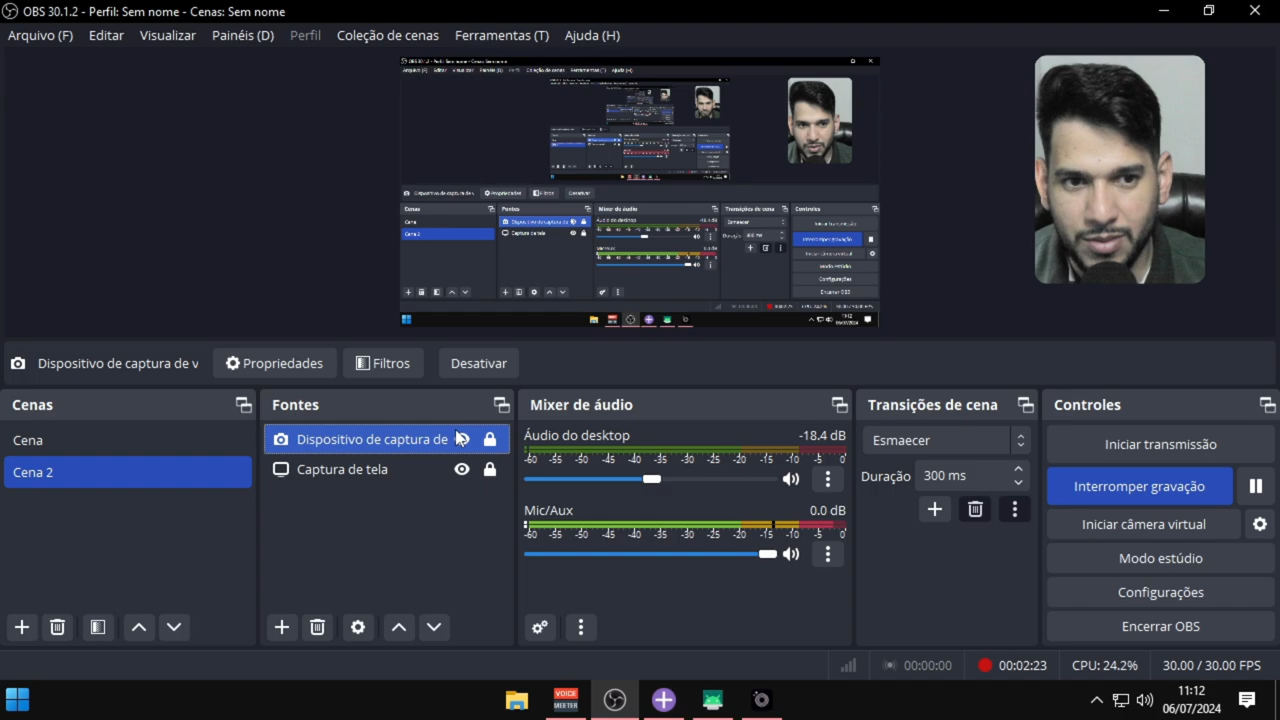 OBS 30.1.2 - Perfil: Sem nome - Cenas: Sem nome
Arquivo (F) Editar Visualizar Painéis (D) Perfil Coleção de cenas Ferramentas (T) Ajuda (H)
Dispositivo de captura de v Propriedades Filtros Desativar
Cenas
Cena
Cena 2
Fontes
Dispositivo de captura de
Captura de tela
Mixer de áudio
Áudio do desktop -18.4 dB
-60 -55 -50 -45 -40 -35 -30 -25 -20 -15 -10 -5 0
Mic/Aux 0.0 dB
-60 -55 -50 -45 -40 -35 -30 -25 -20 -15 -10 -5 0
Transições de cena
Esmaecer
Duração 300 ms
Controles
Iniciar transmissão
Interromper gravação
Iniciar câmera virtual
Modo estúdio
Configurações
Encerrar OBS
00:00:00 00:02:23 CPU: 24.2% 30.00 / 30.00 FPS
VOICE
MEETER
11:12
06/07/2024